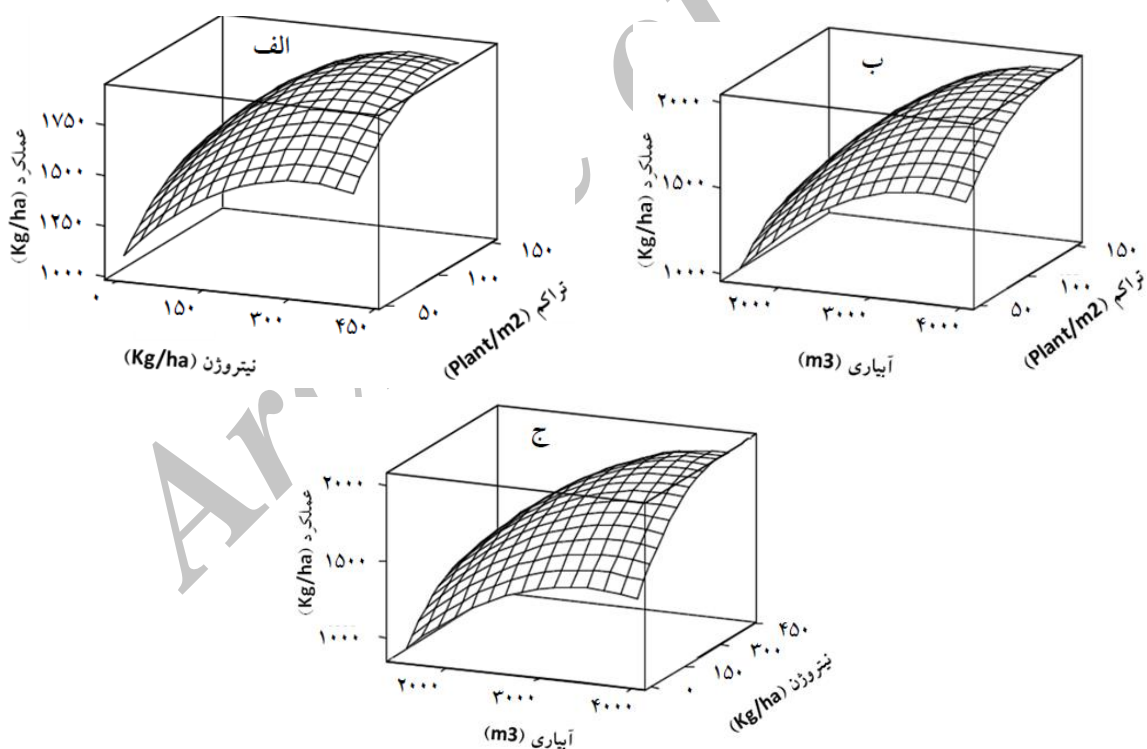 الف
۱۷۵۰
۱۵۰۰
۱۲۵۰
۱۰۰۰
عملکرد (Kg/ha)
۰
۱۵۰
۳۰۰
۴۵۰
نیتروژن (Kg/ha)
۵۰
۱۰۰
۱۵۰
تراکم (Plant/m2)
ب
۲۰۰۰
۱۵۰۰
۱۰۰۰
عملکرد (Kg/ha)
۲۰۰۰
۳۰۰۰
۴۰۰۰
آبیاری (m3)
۵۰
۱۰۰
۱۵۰
تراکم (Plant/m2)
ج
۲۰۰۰
۱۵۰۰
۱۰۰۰
عملکرد (Kg/ha)
۲۰۰۰
۳۰۰۰
۴۰۰۰
آبیاری (m3)
۰
۱۵۰
۳۰۰
۴۵۰
نیتروژن (Kg/ha)